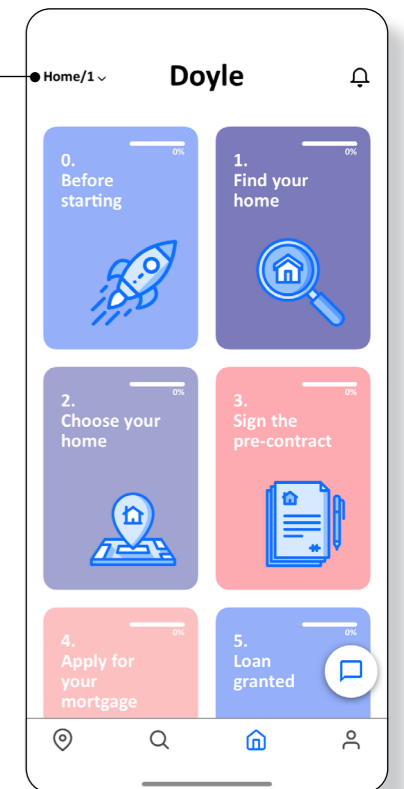 Home/1
Doyle
0%
0.
Before
starting
0%
1.
Find your
home
0%
2.
Choose your
home
0%
3.
Sign the
pre-contract
0%
4.
Apply for
your
mortgage
0%
5.
Loan
granted